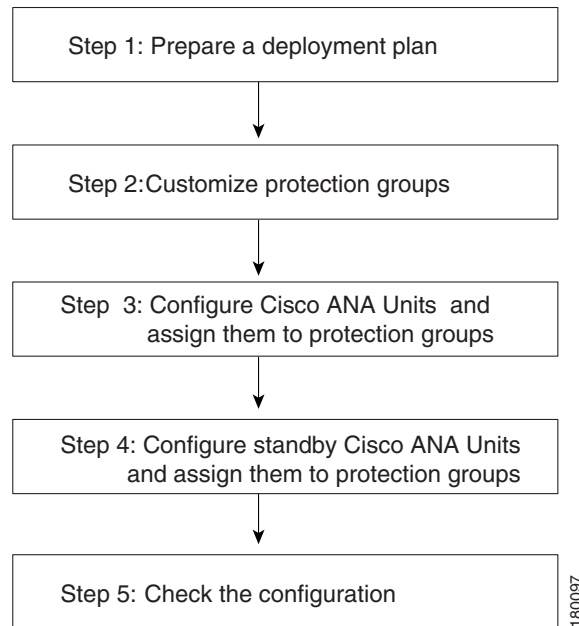 Step 1: Prepare a deployment plan
Step 2:Customize protection groups
Step 3: Configure Cisco ANA Units and
assign them to protection groups
Step 4: Configure standby Cisco ANA Units
and assign them to protection groups
Step 5: Check the configuration
180097